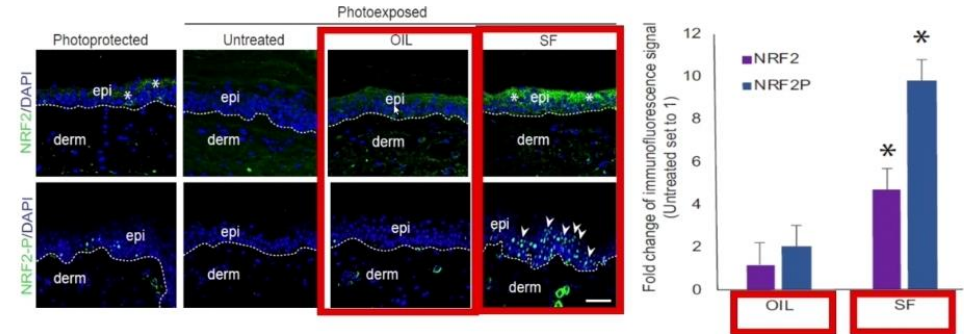 Photoexposed
Photoprotected Untreated OIL SF
NRF2/DAPI
epi * *
derm
epi
derm
epi
derm
* epi *
derm
NRF2-P/DAPI
epi
derm
epi
derm
epi
derm
epi
derm
Fold change of immunofluorescence signal
(Untreated set to 1)
12
10
8
6
4
2
0
NRF2
NRF2P
*
*
OIL SF